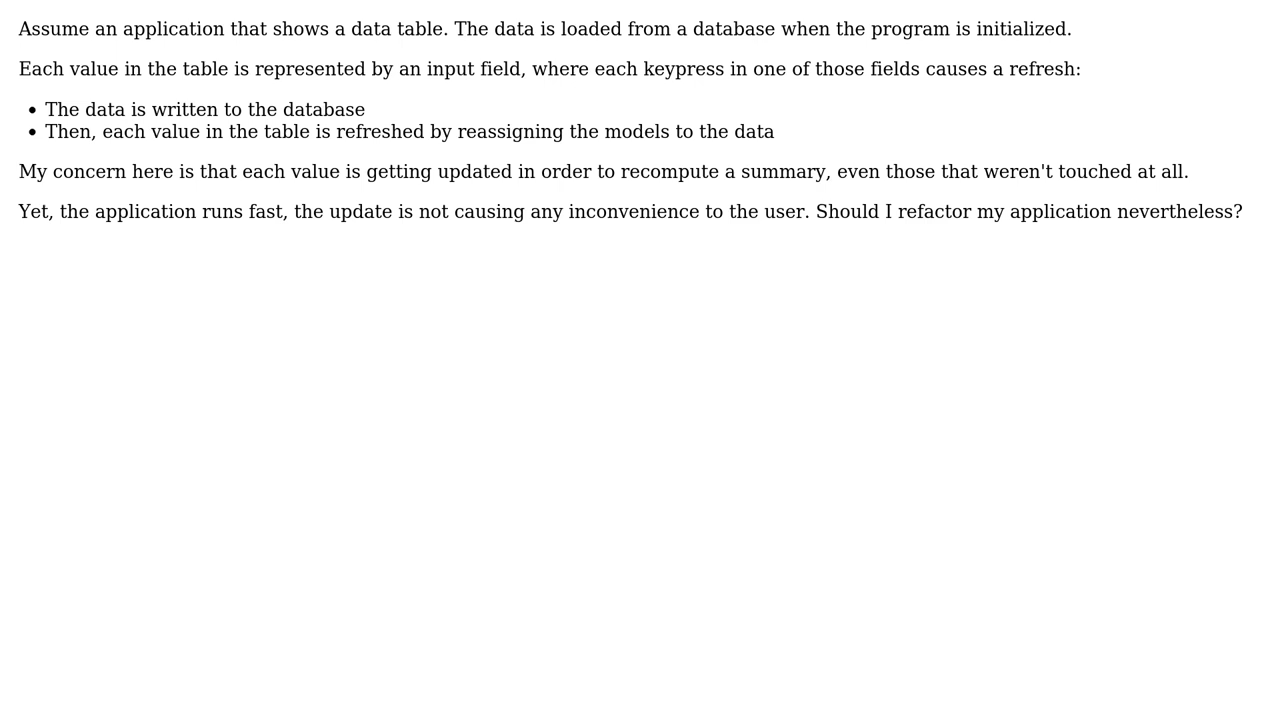 Assume an application that shows a data table. The data is loaded from a database when the program is initialized.
Each value in the table is represented by an input field, where each keypress in one of those fields causes a refresh:
• The data is written to the database
• Then, each value in the table is refreshed by reassigning the models to the data
My concern here is that each value is getting updated in order to recompute a summary, even those that weren't touched at all.
Yet, the application runs fast, the update is not causing any inconvenience to the user. Should I refactor my application nevertheless?